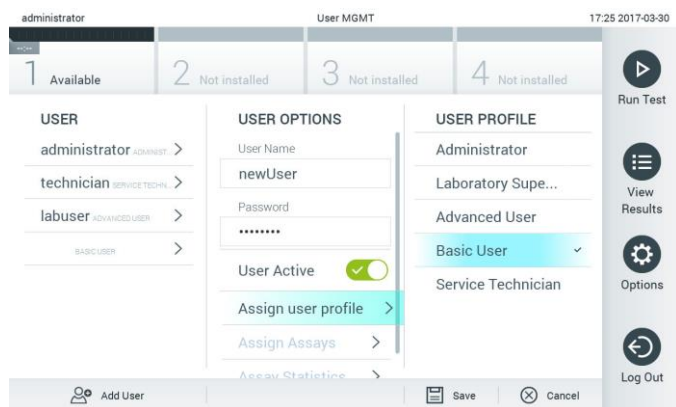 administrator User MGMT 17:25 2017-03-30
--:--
1 Available 2 Not installed 3 Not installed 4 Not installed
Run Test
USER USER OPTIONS USER PROFILE
administrator ADMINIST... User Name Administrator
newUser
technician SERVICE TECHN... Laboratory Supe...
View
Results
Password
labuser ADVANCED USER •••••••• Advanced User
BASIC USER Basic User
User Active
Options
Service Technician
Assign user profile
Assign Assays
Assay Statistics
Log Out
Add User Save Cancel